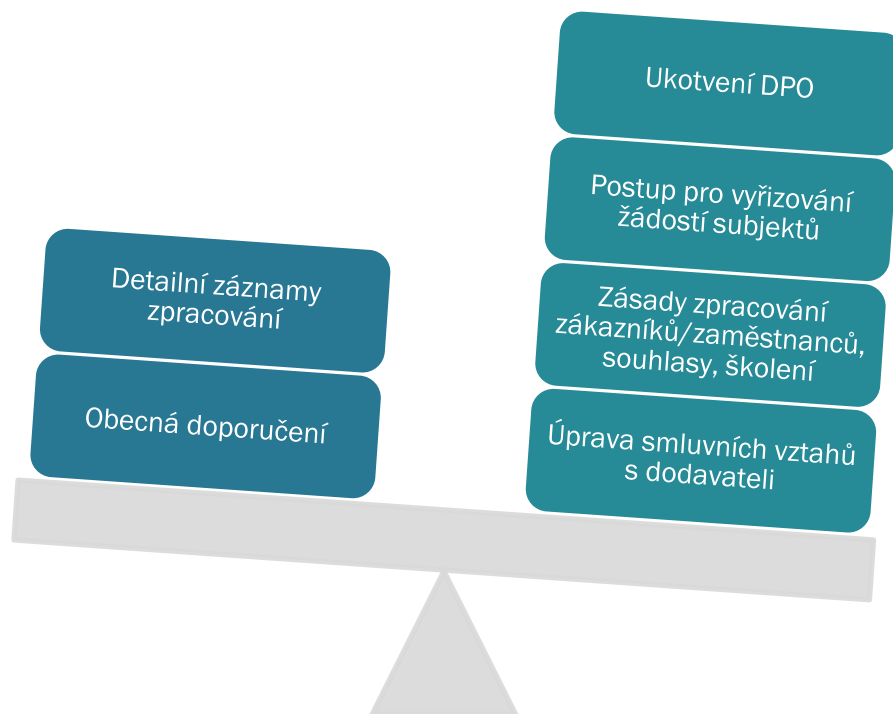 Detailní záznamy
zpracování
Obecná doporučení
Ukotvení DPO
Postup pro vyřizování
žádostí subjektů
Zásady zpracování
zákazníků/zaměstnanců,
souhlasy, školení
Úprava smluvních vztahů
s dodavateli